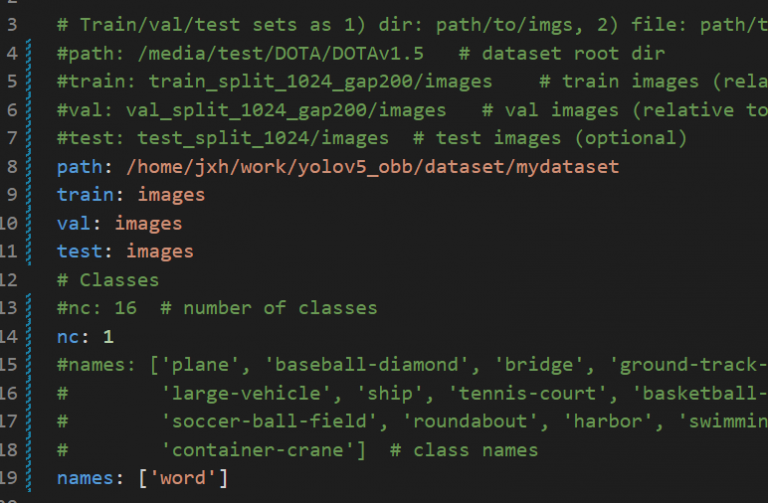 3 # Train/val/test sets as 1) dir: path/to/imgs, 2) file: path/t
4 #path: /media/test/DOTA/DOTAv1.5 # dataset root dir
5 #train: train_split_1024_gap200/images # train images (rela
6 #val: val_split_1024_gap200/images # val images (relative to
7 #test: test_split_1024/images # test images (optional)
8 path: /home/jxh/work/yolov5_obb/dataset/mydataset
9 train: images
10 val: images
11 test: images
12 # Classes
13 #nc: 16 # number of classes
14 nc: 1
15 #names: ['plane', 'baseball-diamond', 'bridge', 'ground-track-
16 # 'large-vehicle', 'ship', 'tennis-court', 'basketball-
17 # 'soccer-ball-field', 'roundabout', 'harbor', 'swimmin
18 # 'container-crane'] # class names
19 names: ['word']